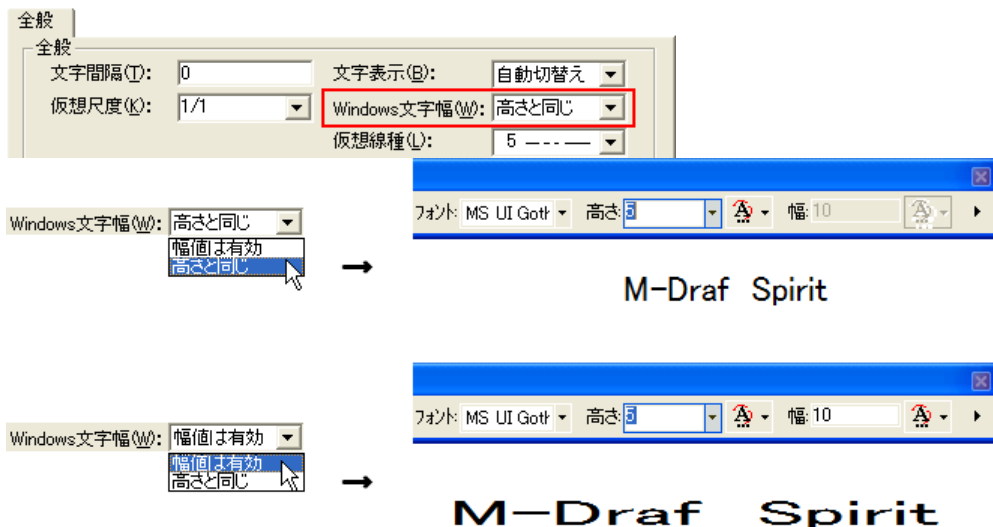 全般
全般
文字間隔(T): 0 文字表示(B): 自動切替え
仮想尺度(K): 1/1 Windows文字幅(W): 高さと同じ
仮想線種(L): 5
Windows文字幅(W): 高さと同じ
幅値は有効
高さと同じ
→
フォント: MS UI Goth 高さ: 5 幅: 10
M-Draf Spirit
Windows文字幅(W): 幅値は有効
幅値は有効
高さと同じ
→
フォント: MS UI Goth 高さ: 5 幅: 10
M-Draf Spirit